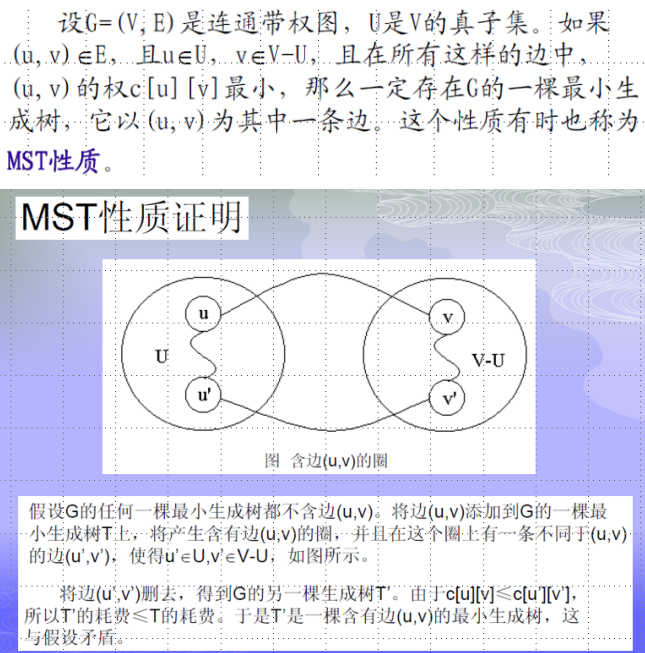 设G=(V,E)是连通带权图，U是V的真子集。如果
(u,v)∈E，且u∈U，v∈V-U，且在所有这样的边中，
(u,v)的权c[u][v]最小，那么一定存在G的一棵最小生
成树，它以(u,v)为其中一条边。这个性质有时也称为
MST性质。
MST性质证明
u
v
U
V-U
u'
v'
图 含边(u,v)的圈
假设G的任何一棵最小生成树都不含边(u,v)。将边(u,v)添加到G的一棵最
小生成树T上，将产生含有边(u,v)的圈，并且在这个圈上有一条不同于(u,v)
的边(u',v')，使得u'∈U,v'∈V-U，如图所示。
将边(u',v')删去，得到G的另一棵生成树T'。由于c[u][v]≤c[u'][v']，
所以T'的耗费≤T的耗费。于是T'是一棵含有边(u,v)的最小生成树，这
与假设矛盾。